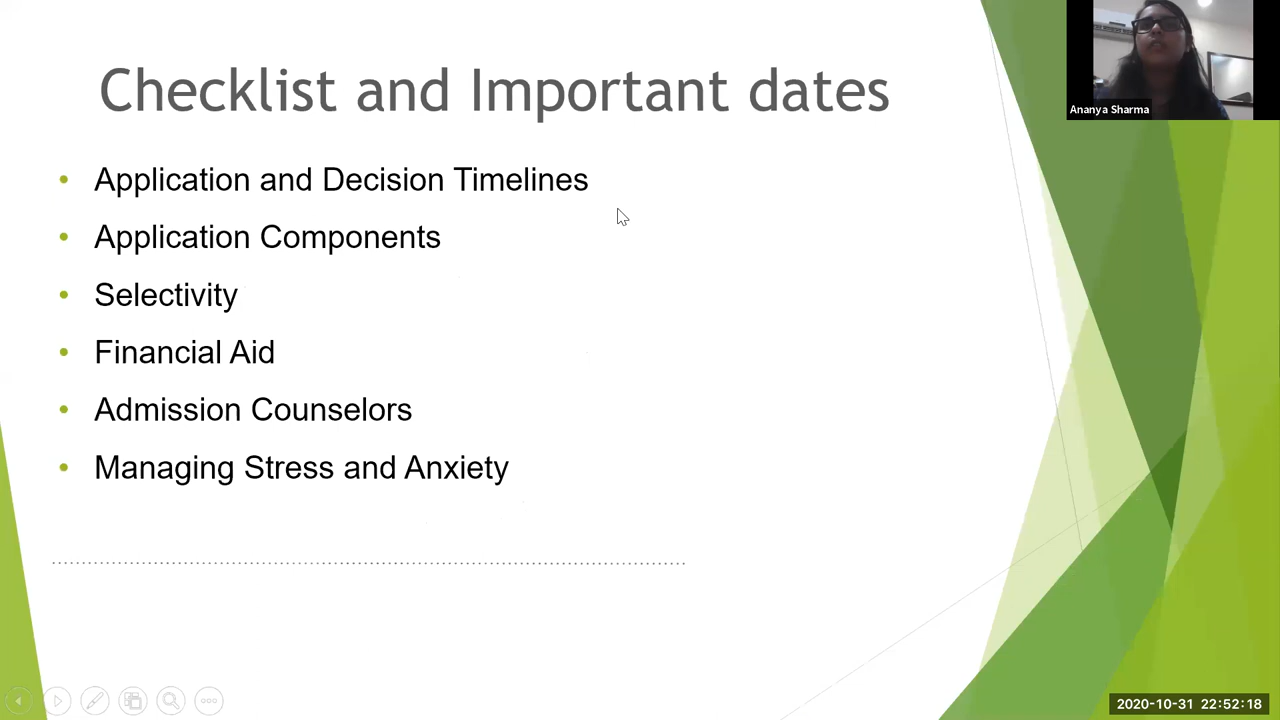 Checklist and Important dates
Ananya Sharma
• Application and Decision Timelines
• Application Components
• Selectivity
• Financial Aid
• Admission Counselors
• Managing Stress and Anxiety
2020-10-31 22:52:18